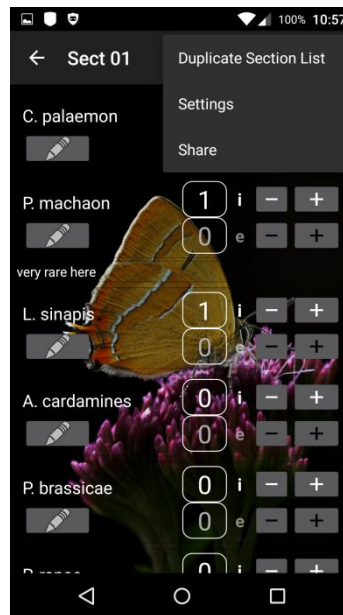 100% 10:57
Sect 01
Duplicate Section List
Settings
Share
C. palaemon
P. machaon 1 i − +
0 e − +
very rare here
L. sinapis 1 i − +
0 e − +
A. cardamines 0 i − +
0 e − +
P. brassicae 0 i − +
0 e − +